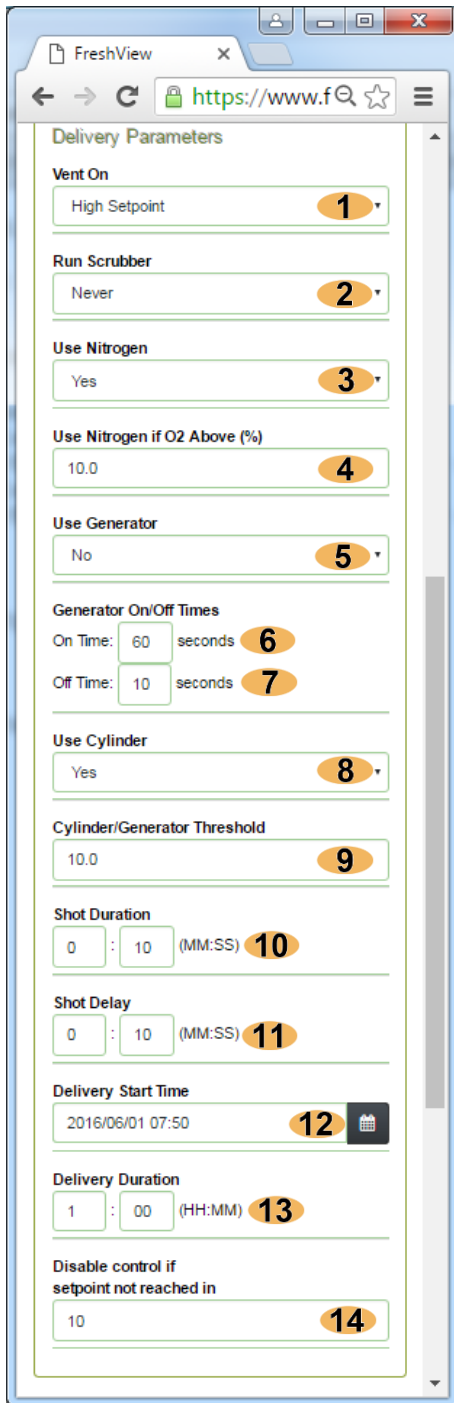 FreshView
https://www.f
Delivery Parameters
Vent On
High Setpoint 1
Run Scrubber
Never 2
Use Nitrogen
Yes 3
Use Nitrogen if O2 Above (%)
10.0 4
Use Generator
No 5
Generator On/Off Times
On Time: 60 seconds 6
Off Time: 10 seconds 7
Use Cylinder
Yes 8
Cylinder/Generator Threshold
10.0 9
Shot Duration
0 : 10 (MM:SS) 10
Shot Delay
0 : 10 (MM:SS) 11
Delivery Start Time
2016/06/01 07:50 12
Delivery Duration
1 : 00 (HH:MM) 13
Disable control if
setpoint not reached in
10 14